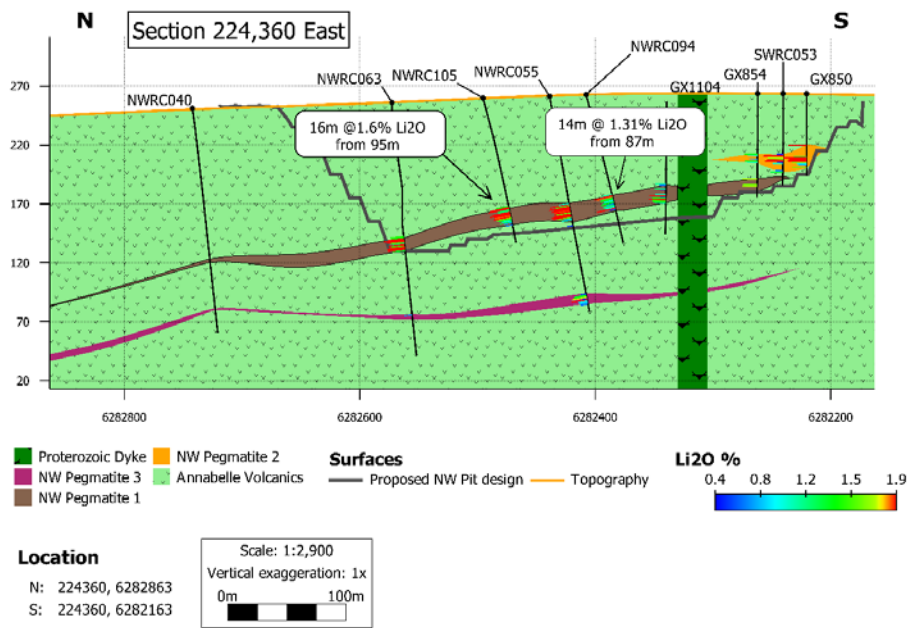 N
S
Section 224,360 East
NWRC040
NWRC063
NWRC105
NWRC055
NWRC094
GX1104
GX854
SWRC053
GX850
16m @1.6% Li2O
from 95m
14m @ 1.31% Li2O
from 87m
270
220
170
120
70
20
6282800
6282600
6282400
6282200
Proterozoic Dyke
NW Pegmatite 2
NW Pegmatite 3
Annabelle Volcanics
NW Pegmatite 1
Surfaces
Proposed NW Pit design
Topography
Li2O %
0.4 0.8 1.2 1.5 1.9
Location
N: 224360, 6282863
S: 224360, 6282163
Scale: 1:2,900
Vertical exaggeration: 1x
0m 100m